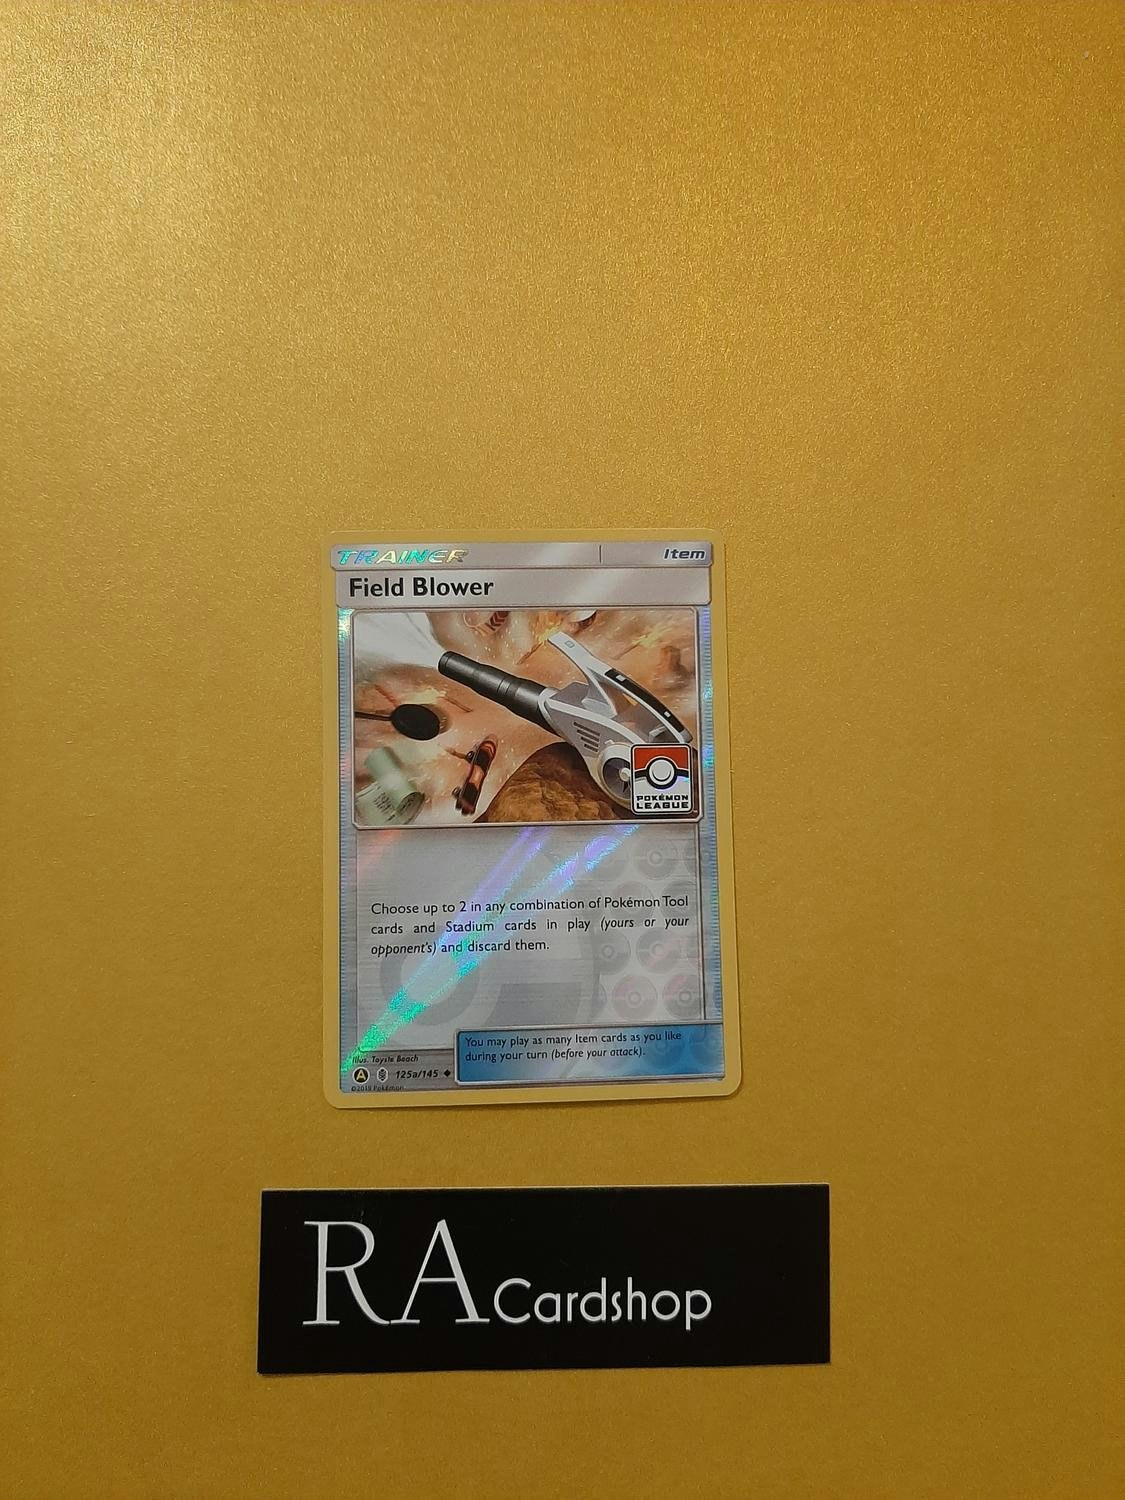 TRAINER
Item
Field Blower
POKÉMON
LEAGUE
Choose up to 2 in any combination of Pokémon Tool
cards and Stadium cards in play (yours or your
opponent's) and discard them.
You may play as many Item cards as you like
during your turn (before your attack).
Illus. Toyste Beach
A
125a/145
©2019 Pokémon
RA Cardshop